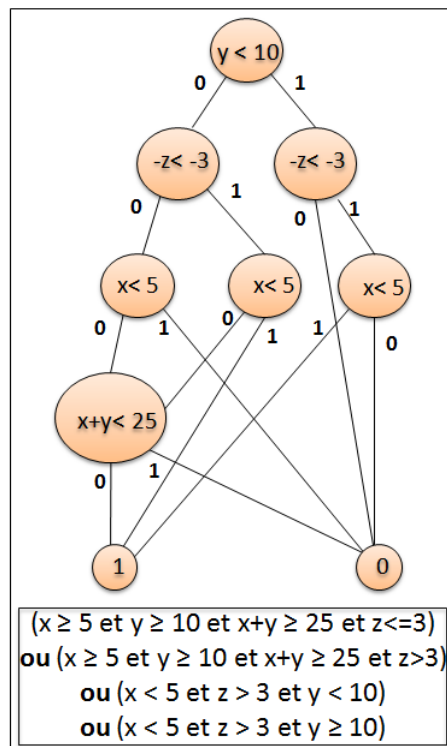 y < 10
0 1
-z< -3 -z< -3
0 1 0 1
x< 5 x< 5 x< 5
0 1 0 1 1 0
x+y< 25
0 1
1 0
(x ≥ 5 et y ≥ 10 et x+y ≥ 25 et z<=3)
ou (x ≥ 5 et y ≥ 10 et x+y ≥ 25 et z>3)
ou (x < 5 et z > 3 et y < 10)
ou (x < 5 et z > 3 et y ≥ 10)